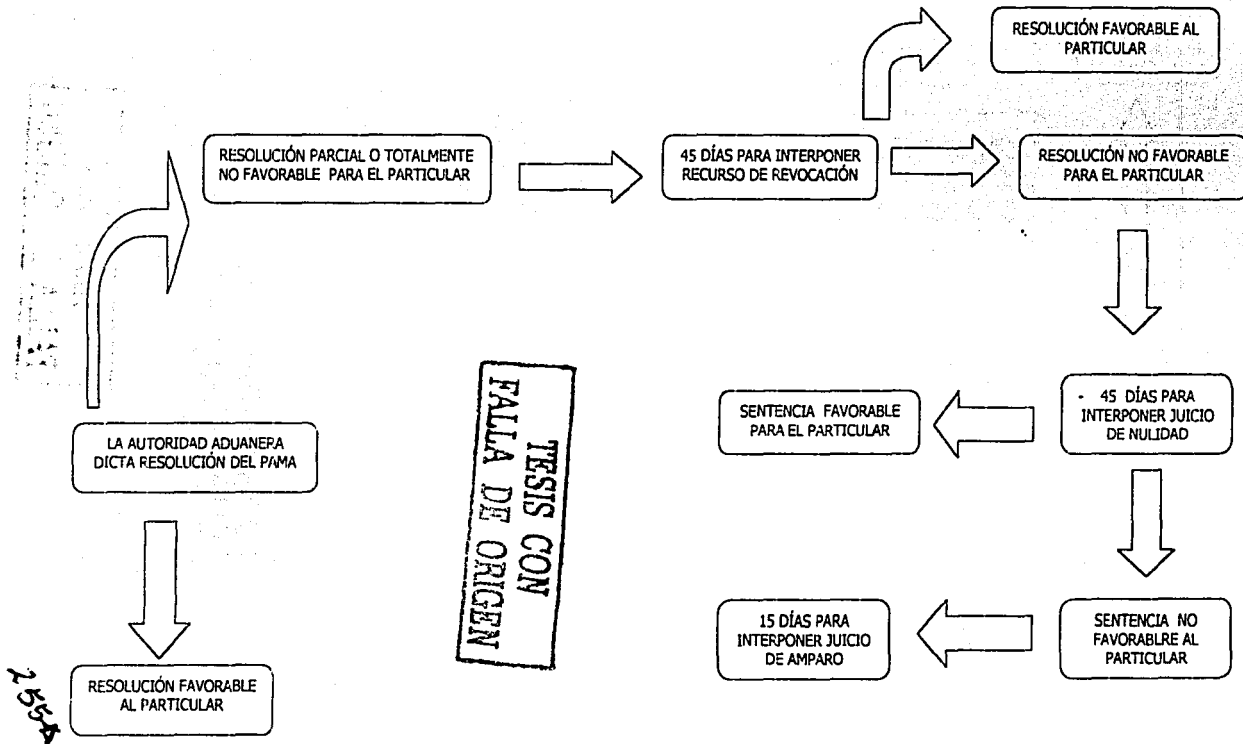 RESOLUCIÓN FAVORABLE AL
PARTICULAR
RESOLUCIÓN PARCIAL O TOTALMENTE
NO FAVORABLE PARA EL PARTICULAR
45 DÍAS PARA INTERPONER
RECURSO DE REVOCACIÓN
RESOLUCIÓN NO FAVORABLE
PARA EL PARTICULAR
LA AUTORIDAD ADUANERA
DICTA RESOLUCIÓN DEL PAMA
TESIS CON
FALLA DE ORIGEN
SENTENCIA FAVORABLE
PARA EL PARTICULAR
45 DÍAS PARA
INTERPONER JUICIO
DE NULIDAD
15 DÍAS PARA
INTERPONER JUICIO
DE AMPARO
SENTENCIA NO
FAVORABLRE AL
PARTICULAR
RESOLUCIÓN FAVORABLE
AL PARTICULAR